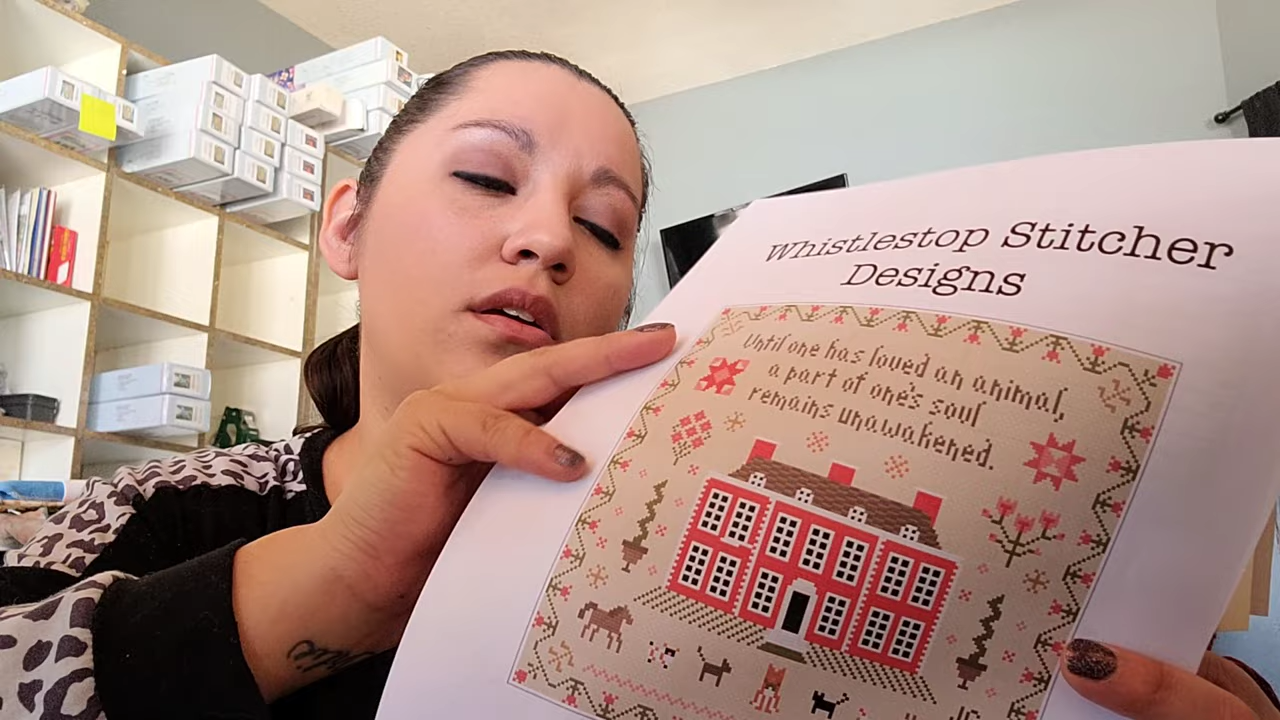 Whistlestop Stitcher
Designs
Until one has loved an animal,
a part of one's soul
remains unawakened.